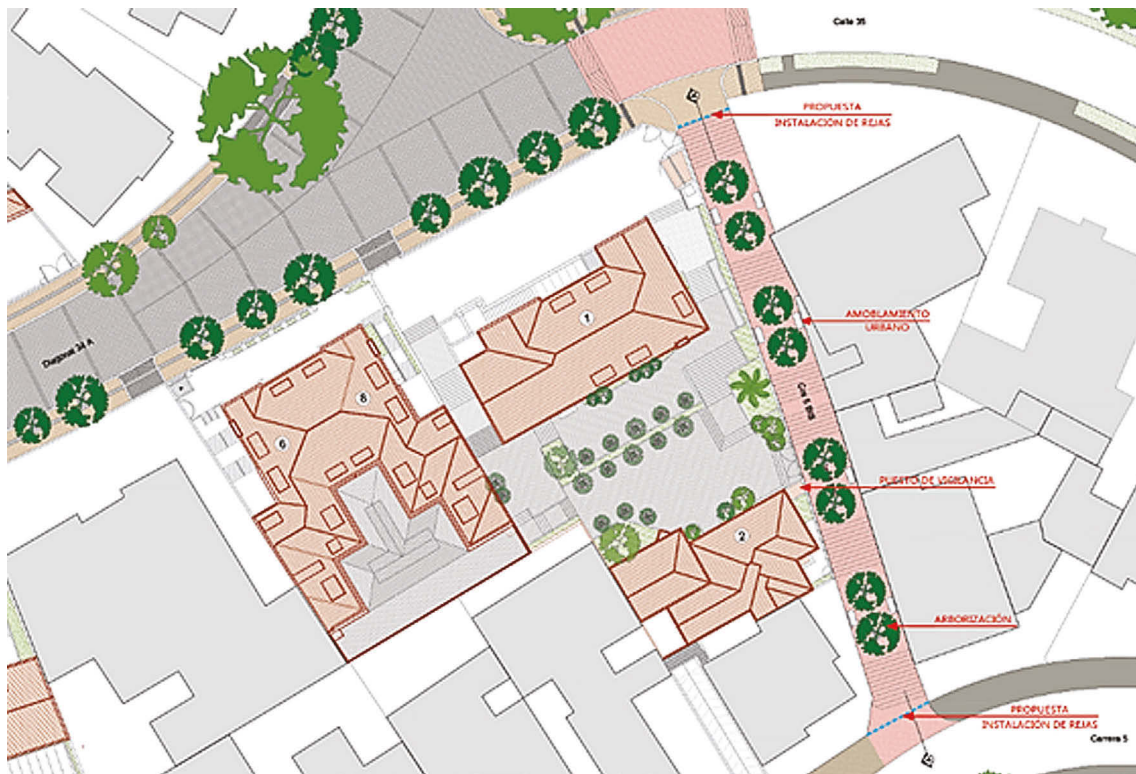 Calle 35
PROPUESTA
INSTALACIÓN DE REJAS
AMOBLAMIENTO
URBANO
Diagonal 34 A
1
8
6
PUESTO DE VIGILANCIA
2
ARBORIZACIÓN
PROPUESTA
INSTALACIÓN DE REJAS
Carrera 5